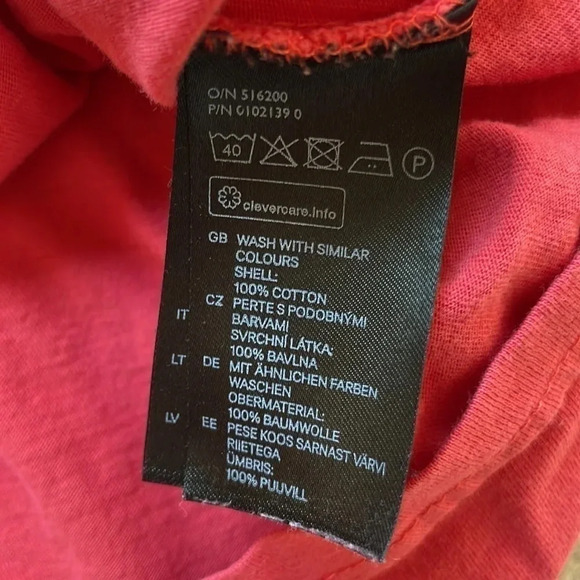 O/N 516200
P/N 0102139 0
40 P
clevercare.info
GB WASH WITH SIMILAR
COLOURS
SHELL:
100% COTTON
CZ PERTE S PODOBNÝMI
BARVAMI
SVRCHNÍ LÁTKA:
100% BAVLNA
DE MIT ÄHNLICHEN FARBEN
WASCHEN
OBERMATERIAL:
100% BAUMWOLLE
EE PESE KOOS SARNAST VÄRVI
RIIETEGA
ÜMBRIS:
100% PUUVILL
IT
LT
LV